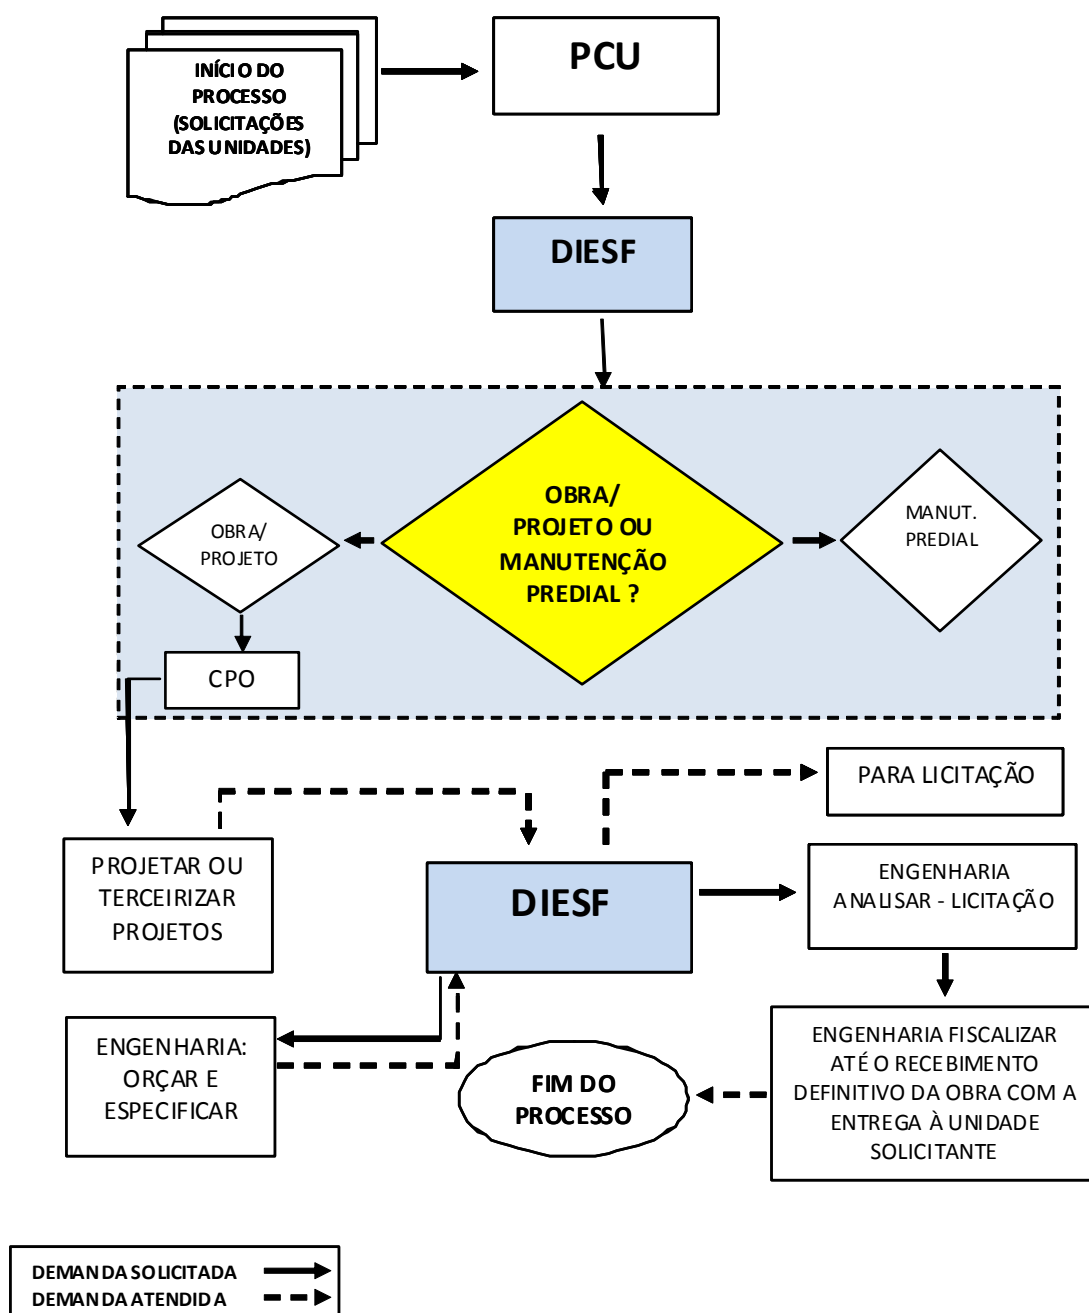 INÍCIO DO
PROCESSO
(SOLICITAÇÕES
DAS UNIDADES)
PCU
DIESF
OBRA/
PROJETO OU
MANUTENÇÃO
PREDIAL ?
OBRA/
PROJETO
MANUT.
PREDIAL
CPO
PARA LICITAÇÃO
PROJETAR OU
TERCEIRIZAR
PROJETOS
DIESF
ENGENHARIA
ANALISAR - LICITAÇÃO
ENGENHARIA:
ORÇAR E
ESPECIFICAR
FIM DO
PROCESSO
ENGENHARIA FISCALIZAR
ATÉ O RECEBIMENTO
DEFINITIVO DA OBRA COM A
ENTREGA À UNIDADE
SOLICITANTE
DEMANDA SOLICITADA
DEMANDA ATENDIDA